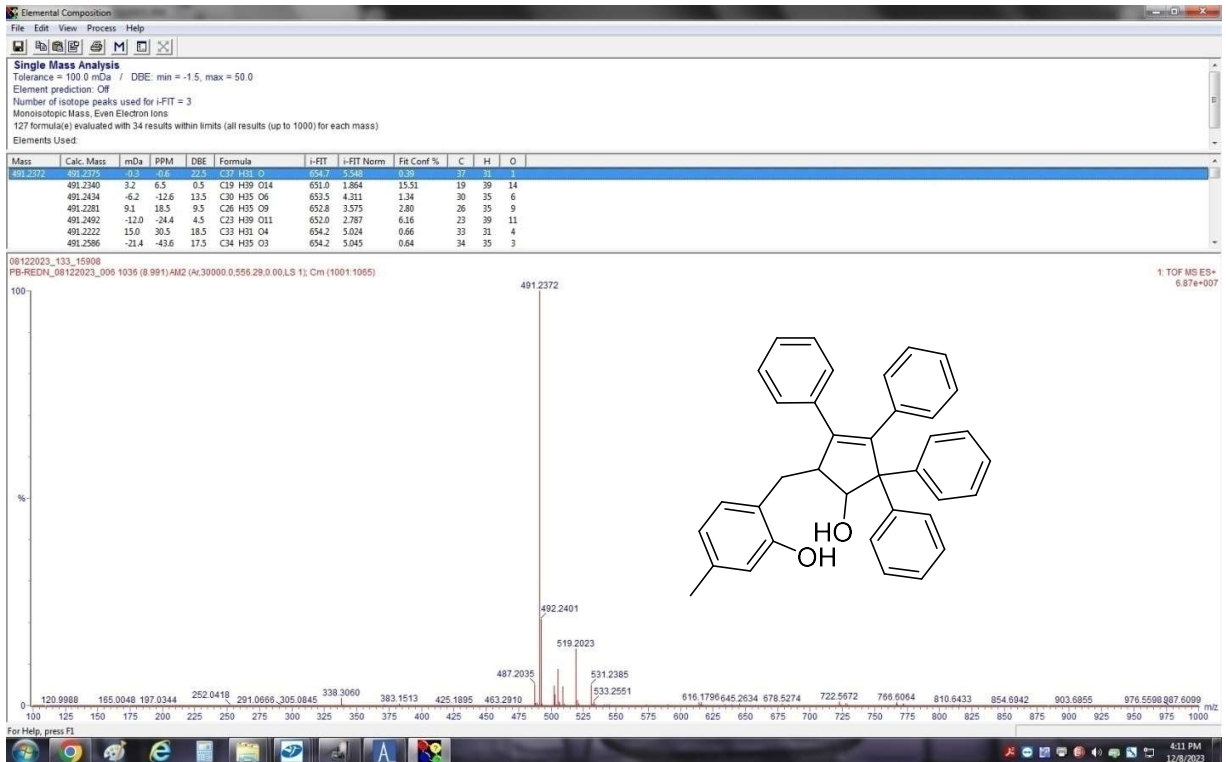 Elemental Composition
File Edit View Process Help
Single Mass Analysis
Tolerance = 100.0 mDa / DBE: min = -1.5, max = 50.0
Element prediction: Off
Number of isotope peaks used for i-FIT = 3
Monoisotopic Mass, Even Electron Ions
127 formula(e) evaluated with 34 results within limits (all results (up to 1000) for each mass)
Elements Used:
Mass Calc. Mass mDa PPM DBE Formula i-FIT i-FIT Norm Fit Conf % C H O
491.2372 491.2375 -0.3 -0.6 22.5 C37 H31 O 654.7 5.548 0.39 37 31 1
491.2340 3.2 6.5 0.5 C19 H39 O14 651.0 1.864 15.51 19 39 14
491.2434 -6.2 -12.6 13.5 C30 H35 O6 653.5 4.311 1.34 30 35 6
491.2281 9.1 18.5 9.5 C26 H35 O9 652.8 3.575 2.80 26 35 9
491.2492 -12.0 -24.4 4.5 C23 H39 O11 652.0 2.787 6.16 23 39 11
491.2222 15.0 30.5 18.5 C33 H31 O4 654.2 5.024 0.66 33 31 4
491.2586 -21.4 -43.6 17.5 C34 H35 O3 654.2 5.045 0.64 34 35 3
08122023_133_15908
PB-REDN_08122023_006 1036 (8.991) AM2 (Ar,30000.0,556.29,0.00,LS 1); Cm (1001:1065)
1: TOF MS ES+
6.87e+007
100
491.2372
HO
OH
%
492.2401
519.2023
487.2035
531.2385
533.2551
120.9988 165.0048 197.0344 252.0418 291.0666 305.0845 338.3060 383.1513 425.1895 463.2910 616.1796 645.2634 678.5274 722.5672 766.6064 810.6433 854.6942 903.6855 976.5598 987.6099
0
100 125 150 175 200 225 250 275 300 325 350 375 400 425 450 475 500 525 550 575 600 625 650 675 700 725 750 775 800 825 850 875 900 925 950 975 1000 m/z
For Help, press F1
4:11 PM
12/8/2023